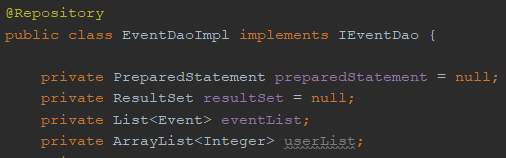 @Repository
public class EventDaoImpl implements IEventDao {
private PreparedStatement preparedStatement = null;
private ResultSet resultSet = null;
private List<Event> eventList;
private ArrayList<Integer> userList;